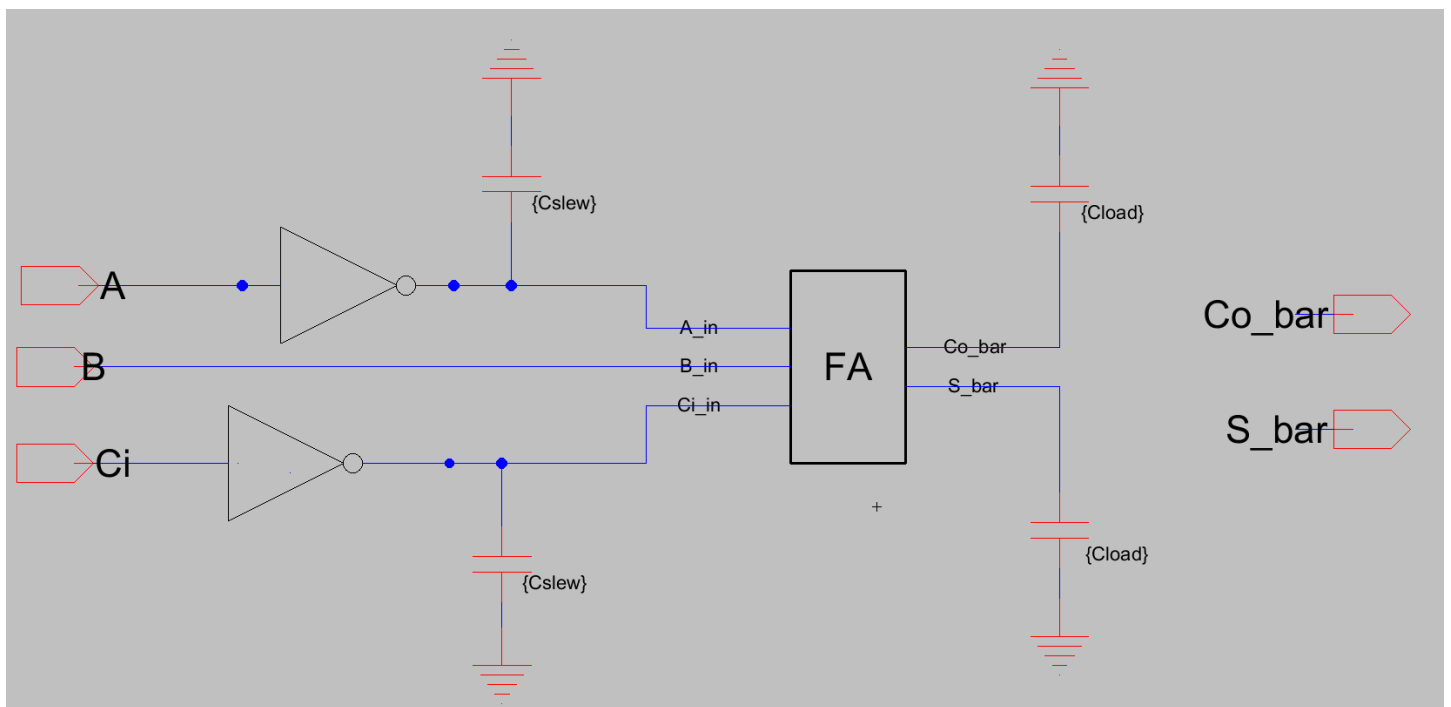 {Cslew}
{Cload}
A
A_in
Co_bar
Co_bar
B
B_in
FA
S_bar
Ci_in
S_bar
Ci
{Cslew}
{Cload}